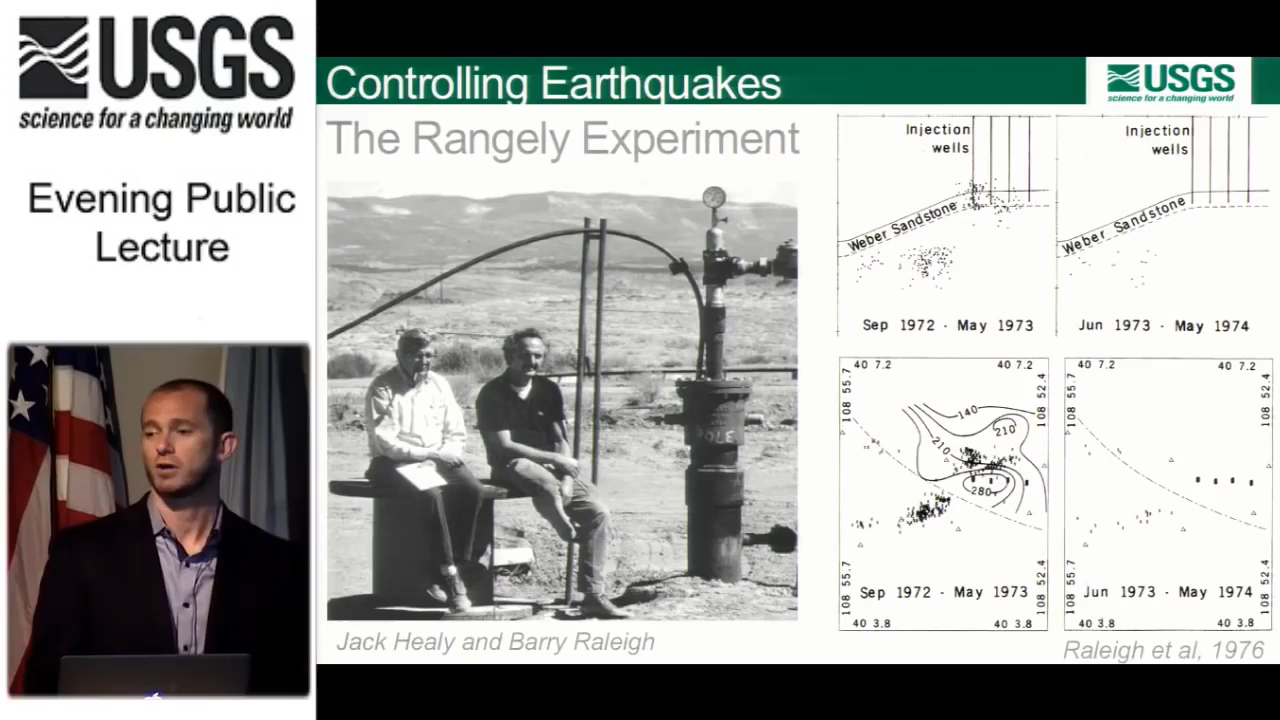 USGS
science for a changing world
Evening Public
Lecture
Controlling Earthquakes
USGS
science for a changing world
The Rangely Experiment
Jack Healy and Barry Raleigh
Injection
wells
Weber Sandstone
Sep 1972 - May 1973
Injection
wells
Weber Sandstone
Jun 1973 - May 1974
40 7.2
40 7.2
108 55.7
108 52.4
140
210
210
280
108 55.7
108 52.4
Sep 1972 - May 1973
40 3.8
40 3.8
40 7.2
40 7.2
108 55.7
108 52.4
108 55.7
108 52.4
Jun 1973 - May 1974
40 3.8
40 3.8
Raleigh et al, 1976